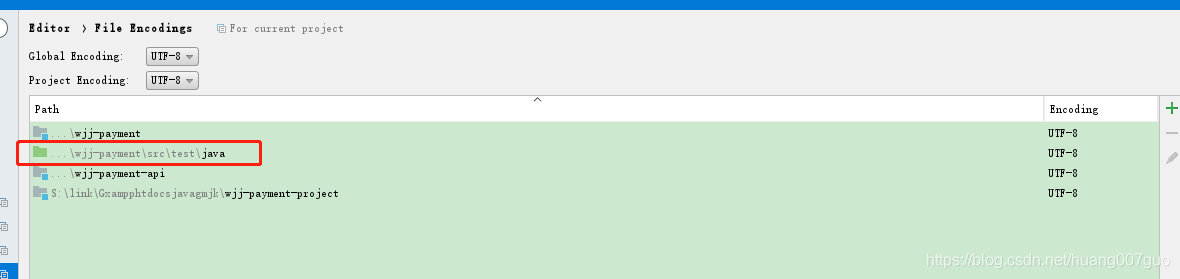 Editor > File Encodings For current project
Global Encoding: UTF-8
Project Encoding: UTF-8
Path Encoding
...\wjj-payment UTF-8
...\wjj-payment\src\test\java UTF-8
...\wjj-payment-api UTF-8
S:\link\Gxampphtdocsjavagmjk\wjj-payment-project UTF-8
https://blog.csdn.net/huang007guo